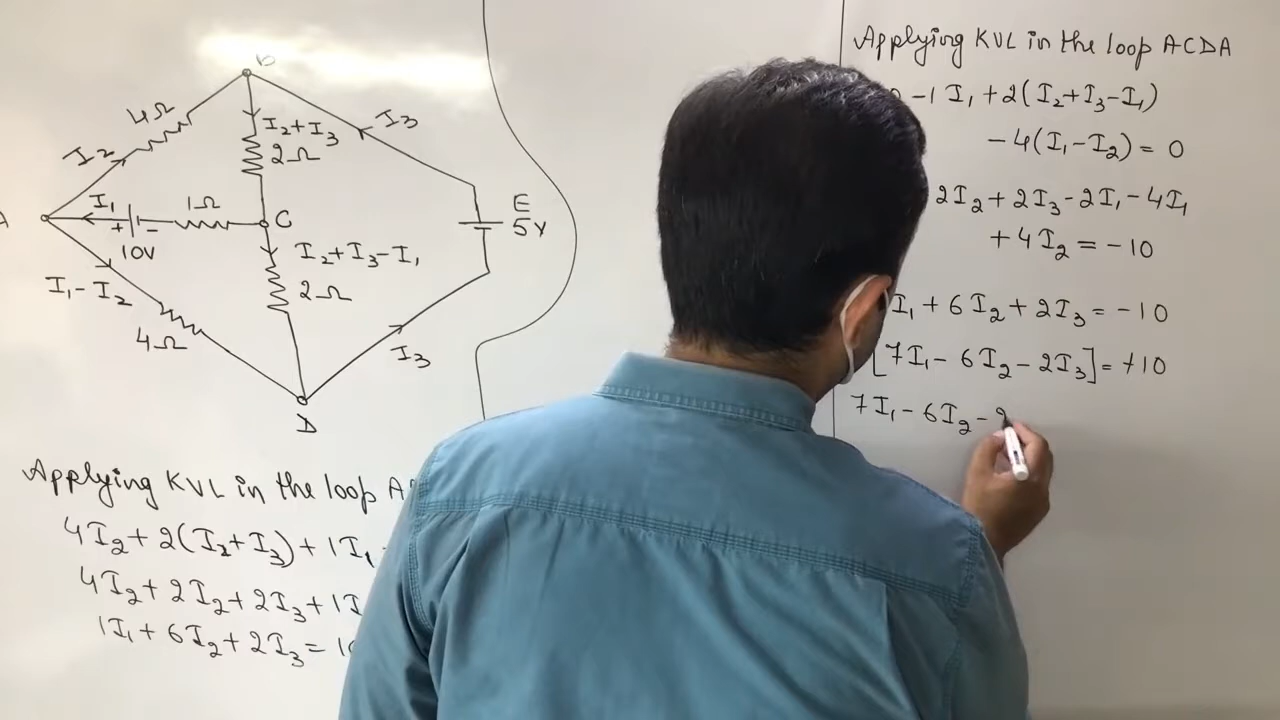 B
4Ω
I2
I2+I3
2Ω
I3
A
I1
1Ω
C
+ -
10V
E
5V
I2+I3-I1
2Ω
I1-I2
4Ω
I3
D
Applying KVL in the loop
4I2+2(I2+I3)+1I1
4I2+2I2+2I3+1I
1I1+6I2+2I3=
Applying KVL in the loop ACDA
-1I1+2(I2+I3-I1)
-4(I1-I2)=0
2I2+2I3-2I1-4I1
+4I2=-10
I1+6I2+2I3=-10
[7I1-6I2-2I3]=+10
7I1-6I2-